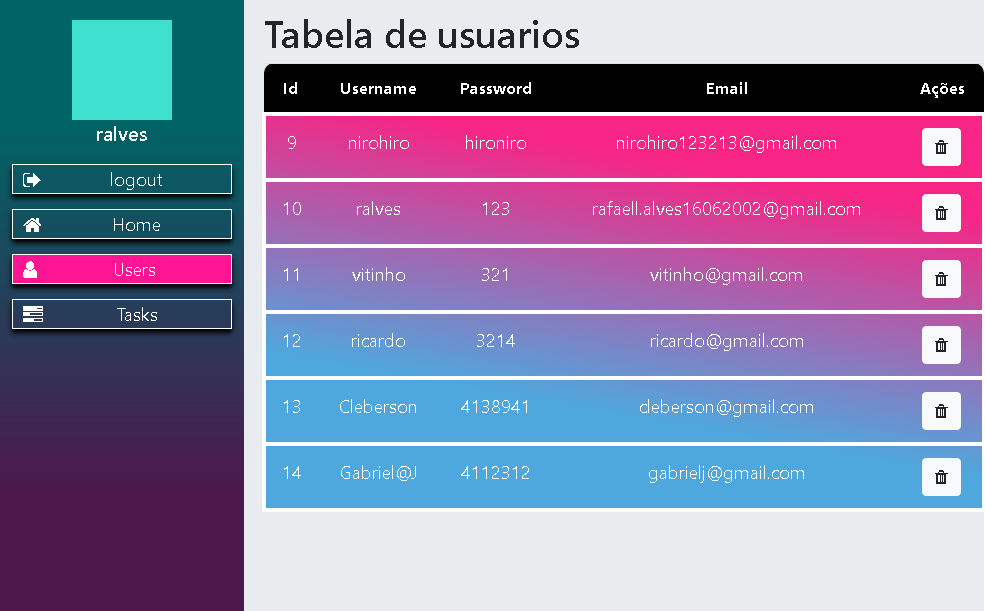 ralves
logout
Home
Users
Tasks
Tabela de usuarios
Id Username Password Email Ações
9 nirohiro hironiro nirohiro123213@gmail.com
10 ralves 123 rafaell.alves16062002@gmail.com
11 vitinho 321 vitinho@gmail.com
12 ricardo 3214 ricardo@gmail.com
13 Cleberson 4138941 cleberson@gmail.com
14 Gabriel@J 4112312 gabrielj@gmail.com